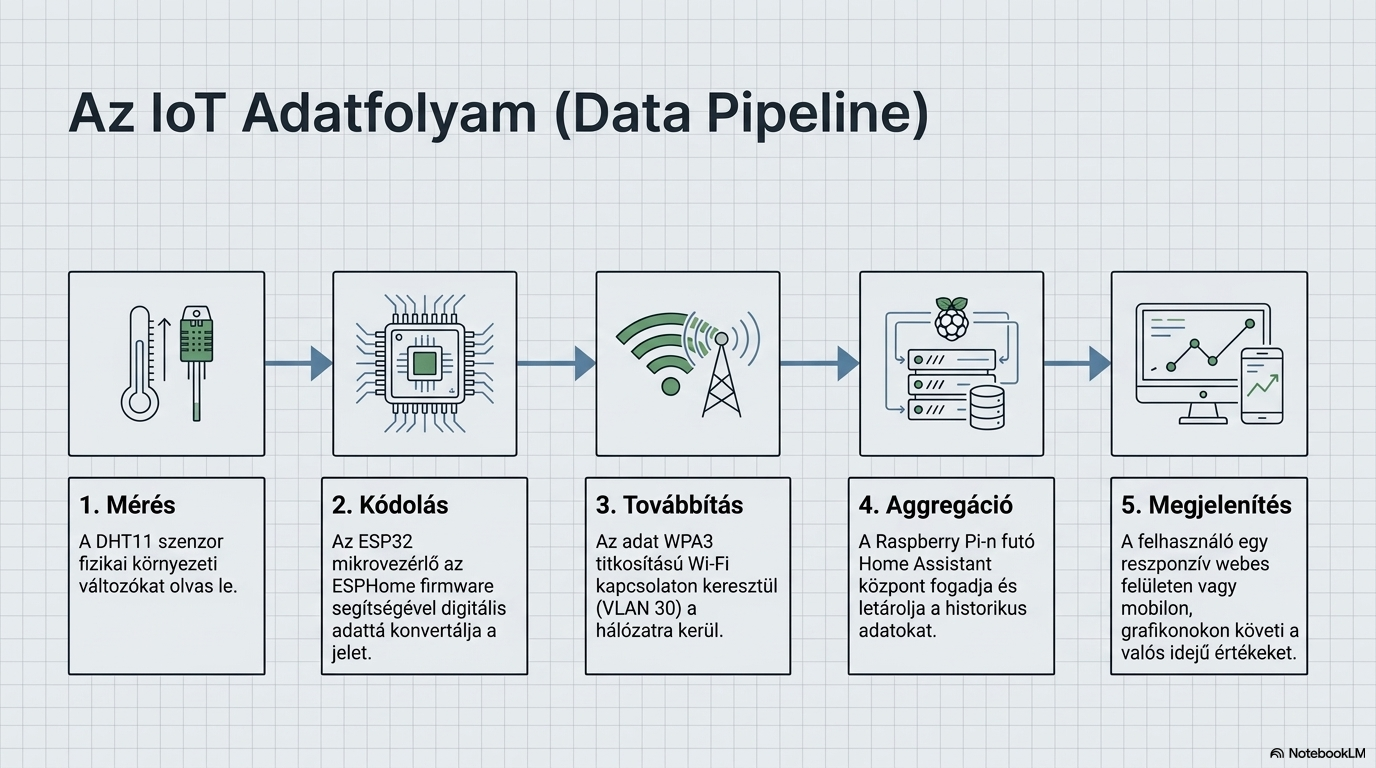 Az IoT Adatfolyam (Data Pipeline)
1. Mérés
A DHT11 szenzor
fizikai környezeti
változókat olvas le.
2. Kódolás
Az ESP32
mikrovezérlő az
ESPHome firmware
segítségével digitális
adattá konvertálja a
jelet.
3. Továbbítás
Az adat WPA3
titkosítású Wi-Fi
kapcsolaton keresztül
(VLAN 30) a
hálózatra kerül.
4. Aggregáció
A Raspberry Pi-n futó
Home Assistant
központ fogadja és
letárolja a historikus
adatokat.
5. Megjelenítés
A felhasználó egy
reszponzív webes
felületen vagy
mobilon,
grafikonokon követi a
valós idejű értékeket.
NotebookLM